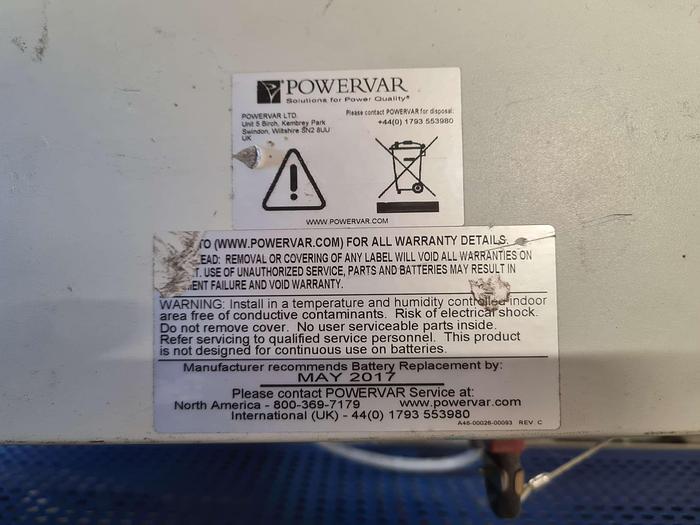 POWERVAR
Solutions for Power Quality®
POWERVAR LTD.
Unit 5 Birch, Kembrey Park
Swindon, Wiltshire SN2 8UU
UK
Please contact POWERVAR for disposal:
+44(0) 1793 553980
WWW.POWERVAR.COM
TO (WWW.POWERVAR.COM) FOR ALL WARRANTY DETAILS.
EAD: REMOVAL OR COVERING OF ANY LABEL WILL VOID ALL WARRANTIES ON
T. USE OF UNAUTHORIZED SERVICE, PARTS AND BATTERIES MAY RESULT IN
ENT FAILURE AND VOID WARRANTY.
WARNING: Install in a temperature and humidity controlled indoor
area free of conductive contaminants. Risk of electrical shock.
Do not remove cover. No user serviceable parts inside.
Refer servicing to qualified service personnel. This product
is not designed for continuous use on batteries.
Manufacturer recommends Battery Replacement by:
MAY 2017
Please contact POWERVAR Service at:
North America - 800-369-7179 www.powervar.com
International (UK) - 44(0) 1793 553980
A46-00026-00093 REV. C